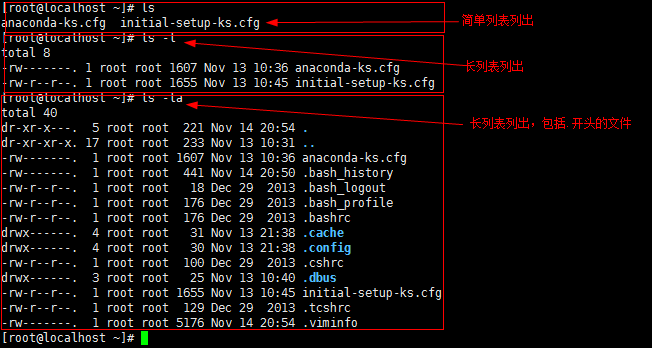 [root@localhost ~]# ls
anaconda-ks.cfg  initial-setup-ks.cfg
简单列表列出
[root@localhost ~]# ls -l
长列表列出
total 8
-rw-------. 1 root root 1607 Nov 13 10:36 anaconda-ks.cfg
-rw-r--r--. 1 root root 1655 Nov 13 10:45 initial-setup-ks.cfg
[root@localhost ~]# ls -la
total 40
长列表列出，包括.开头的文件
dr-xr-x---.  5 root root  221 Nov 14 20:54 .
dr-xr-xr-x. 17 root root  233 Nov 13 10:31 ..
-rw-------.  1 root root 1607 Nov 13 10:36 anaconda-ks.cfg
-rw-------.  1 root root  441 Nov 14 20:50 .bash_history
-rw-r--r--.  1 root root   18 Dec 29  2013 .bash_logout
-rw-r--r--.  1 root root  176 Dec 29  2013 .bash_profile
-rw-r--r--.  1 root root  176 Dec 29  2013 .bashrc
drwx------.  4 root root   31 Nov 13 21:38 .cache
drwx------.  4 root root   30 Nov 13 21:38 .config
-rw-r--r--.  1 root root  100 Dec 29  2013 .cshrc
drwx------.  3 root root   25 Nov 13 10:40 .dbus
-rw-r--r--.  1 root root 1655 Nov 13 10:45 initial-setup-ks.cfg
-rw-r--r--.  1 root root  129 Dec 29  2013 .tcshrc
-rw-------.  1 root root 5176 Nov 14 20:54 .viminfo
[root@localhost ~]#